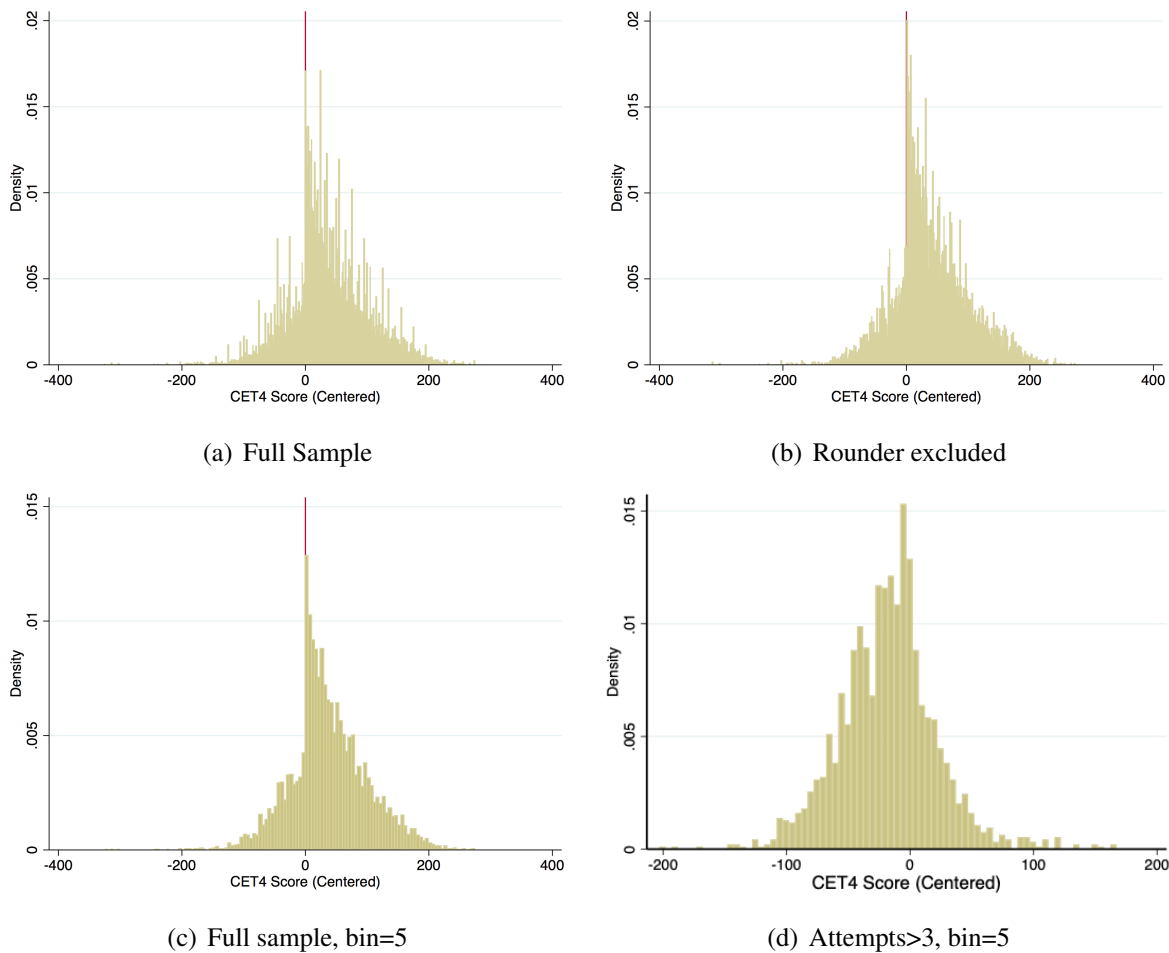 .02
.015
.01
.005
0
Density
-400 -200 0 200 400
CET4 Score (Centered)
(a) Full Sample
.02
.015
.01
.005
0
Density
-400 -200 0 200 400
CET4 Score (Centered)
(b) Rounder excluded
.015
.01
.005
0
Density
-400 -200 0 200 400
CET4 Score (Centered)
(c) Full sample, bin=5
.015
.01
.005
0
Density
-200 -100 0 100 200
CET4 Score (Centered)
(d) Attempts>3, bin=5